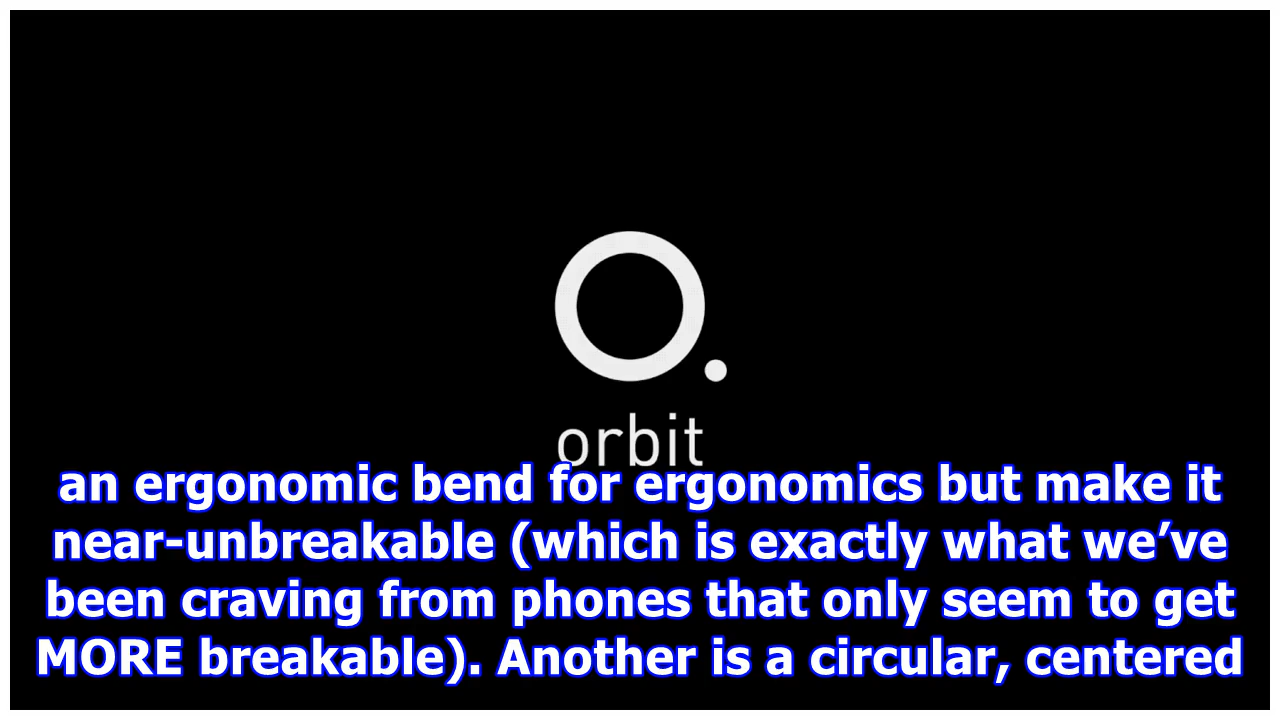 orbit
an ergonomic bend for ergonomics but make it
near-unbreakable (which is exactly what we’ve
been craving from phones that only seem to get
MORE breakable). Another is a circular, centered